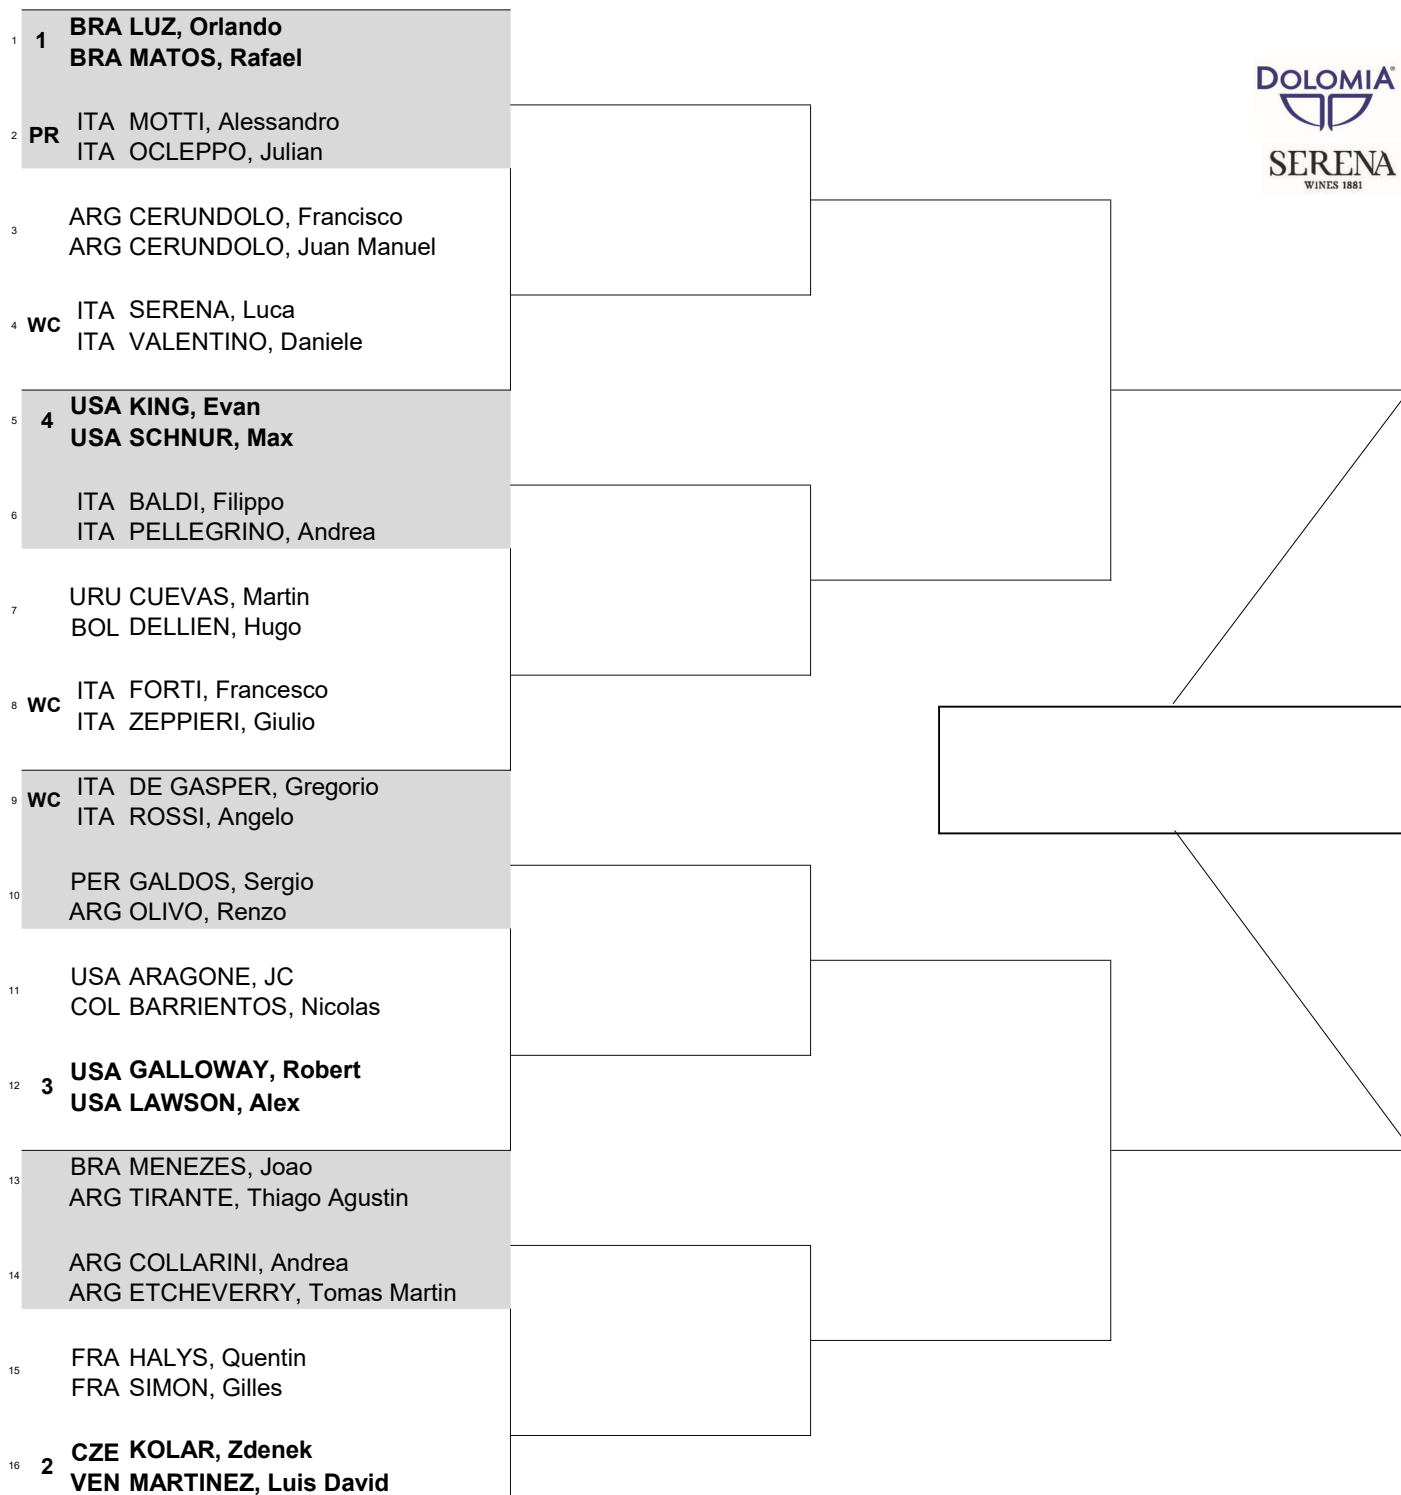 1 1 BRA LUZ, Orlando
BRA MATOS, Rafael
2 PR ITA MOTTI, Alessandro
ITA OCLEPPO, Julian
3 ARG CERUNDOLO, Francisco
ARG CERUNDOLO, Juan Manuel
4 WC ITA SERENA, Luca
ITA VALENTINO, Daniele
5 4 USA KING, Evan
USA SCHNUR, Max
6 ITA BALDI, Filippo
ITA PELLEGRINO, Andrea
7 URU CUEVAS, Martin
BOL DELLIEN, Hugo
8 WC ITA FORTI, Francesco
ITA ZEPPIERI, Giulio
9 WC ITA DE GASPER, Gregorio
ITA ROSSI, Angelo
10 PER GALDOS, Sergio
ARG OLIVO, Renzo
11 USA ARAGONE, JC
COL BARRIENTOS, Nicolas
12 3 USA GALLOWAY, Robert
USA LAWSON, Alex
13 BRA MENEZES, Joao
ARG TIRANTE, Thiago Agustin
14 ARG COLLARINI, Andrea
ARG ETCHEVERRY, Tomas Martin
15 FRA HALYS, Quentin
FRA SIMON, Gilles
16 2 CZE KOLAR, Zdenek
VEN MARTINEZ, Luis David
DOLOMIA®
SERENA
WINES 1881